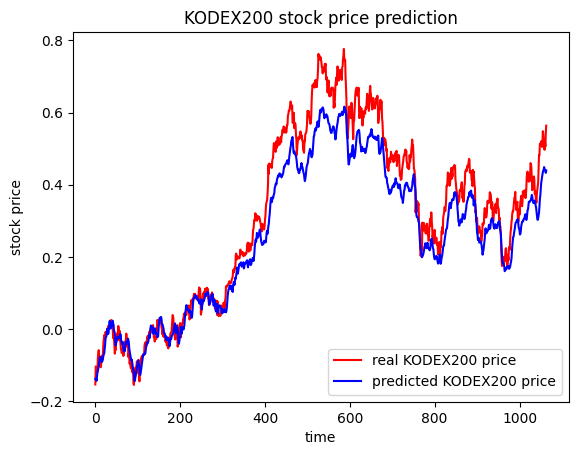 KODEX200 stock price prediction
0.8
0.6
0.4
0.2
0.0
−0.2
stock price
0
200
400
600
800
1000
time
real KODEX200 price
predicted KODEX200 price